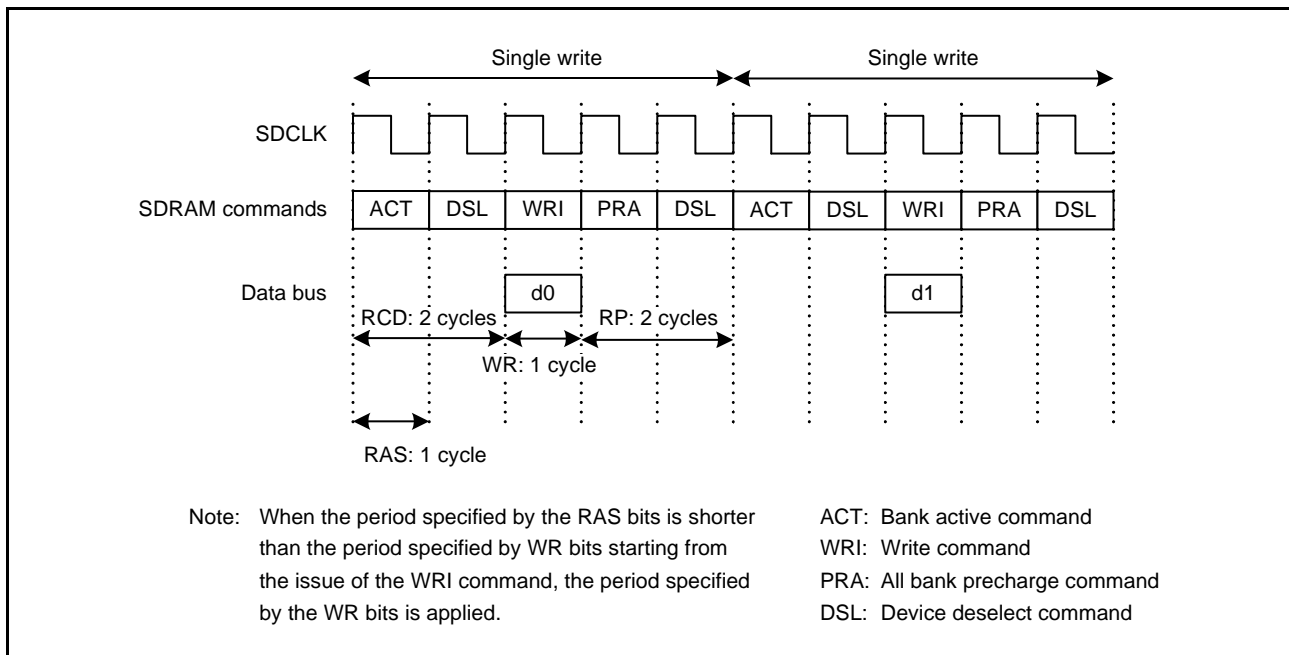 Single write Single write
SDCLK
SDRAM commands ACT DSL WRI PRA DSL ACT DSL WRI PRA DSL
Data bus d0 d1
RCD: 2 cycles RP: 2 cycles
WR: 1 cycle
RAS: 1 cycle
Note: When the period specified by the RAS bits is shorter
than the period specified by WR bits starting from
the issue of the WRI command, the period specified
by the WR bits is applied.
ACT: Bank active command
WRI: Write command
PRA: All bank precharge command
DSL: Device deselect command